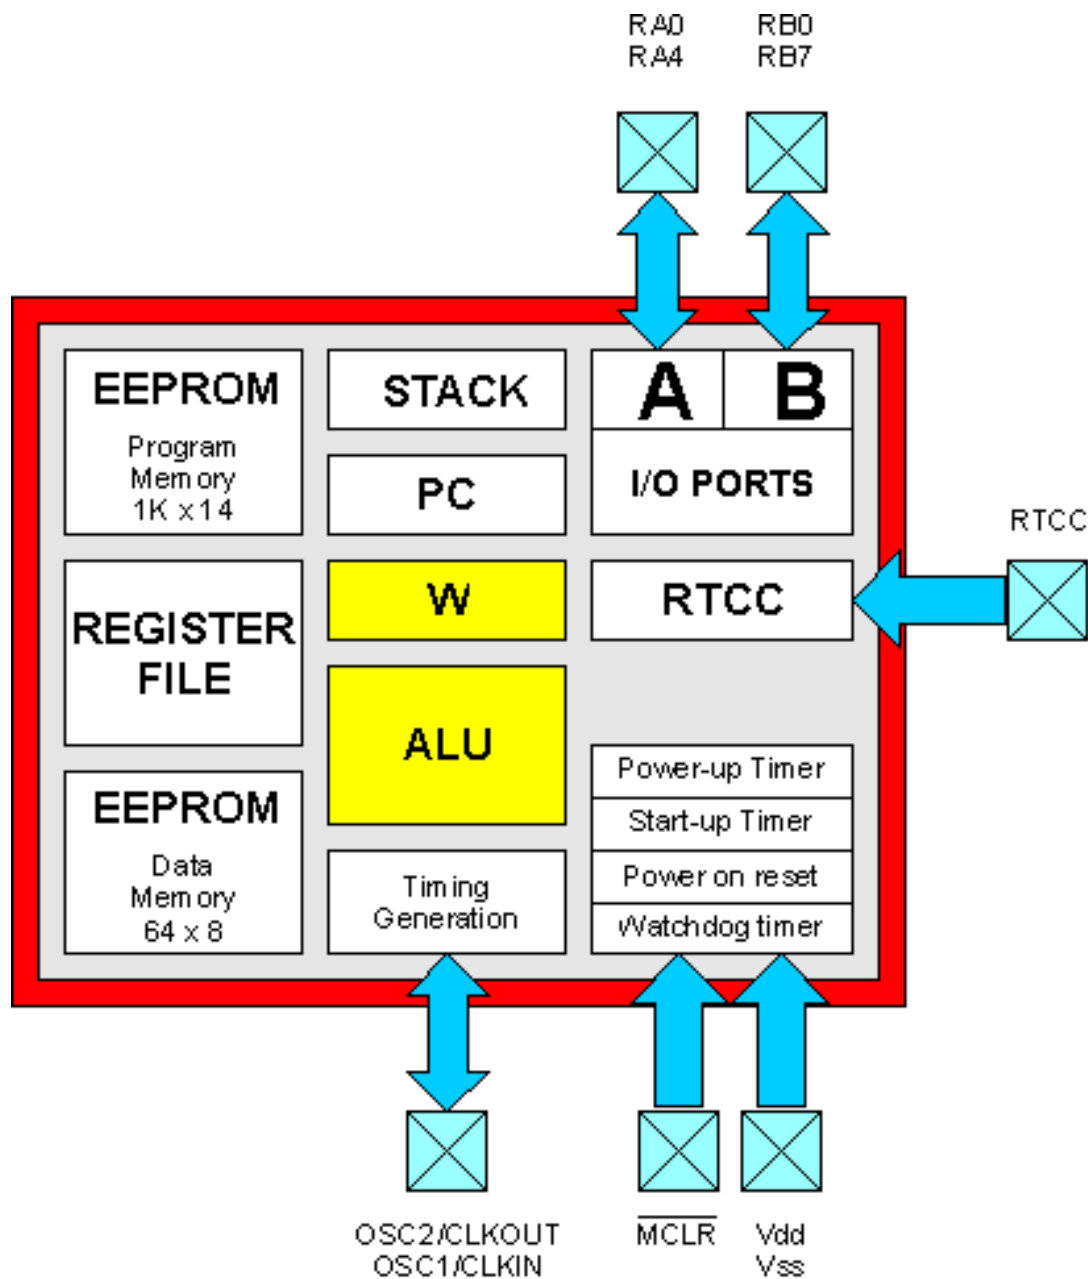 RA0
RA4
RB0
RB7
EEPROM
Program
Memory
1K x14
STACK
A
B
PC
I/O PORTS
RTCC
REGISTER
FILE
W
RTCC
ALU
EEPROM
Data
Memory
64 x 8
Timing
Generation
Power-up Timer
Start-up Timer
Power on reset
Watchdog timer
OSC2/CLKOUT
OSC1/CLKIN
MCLR
Vdd
Vss